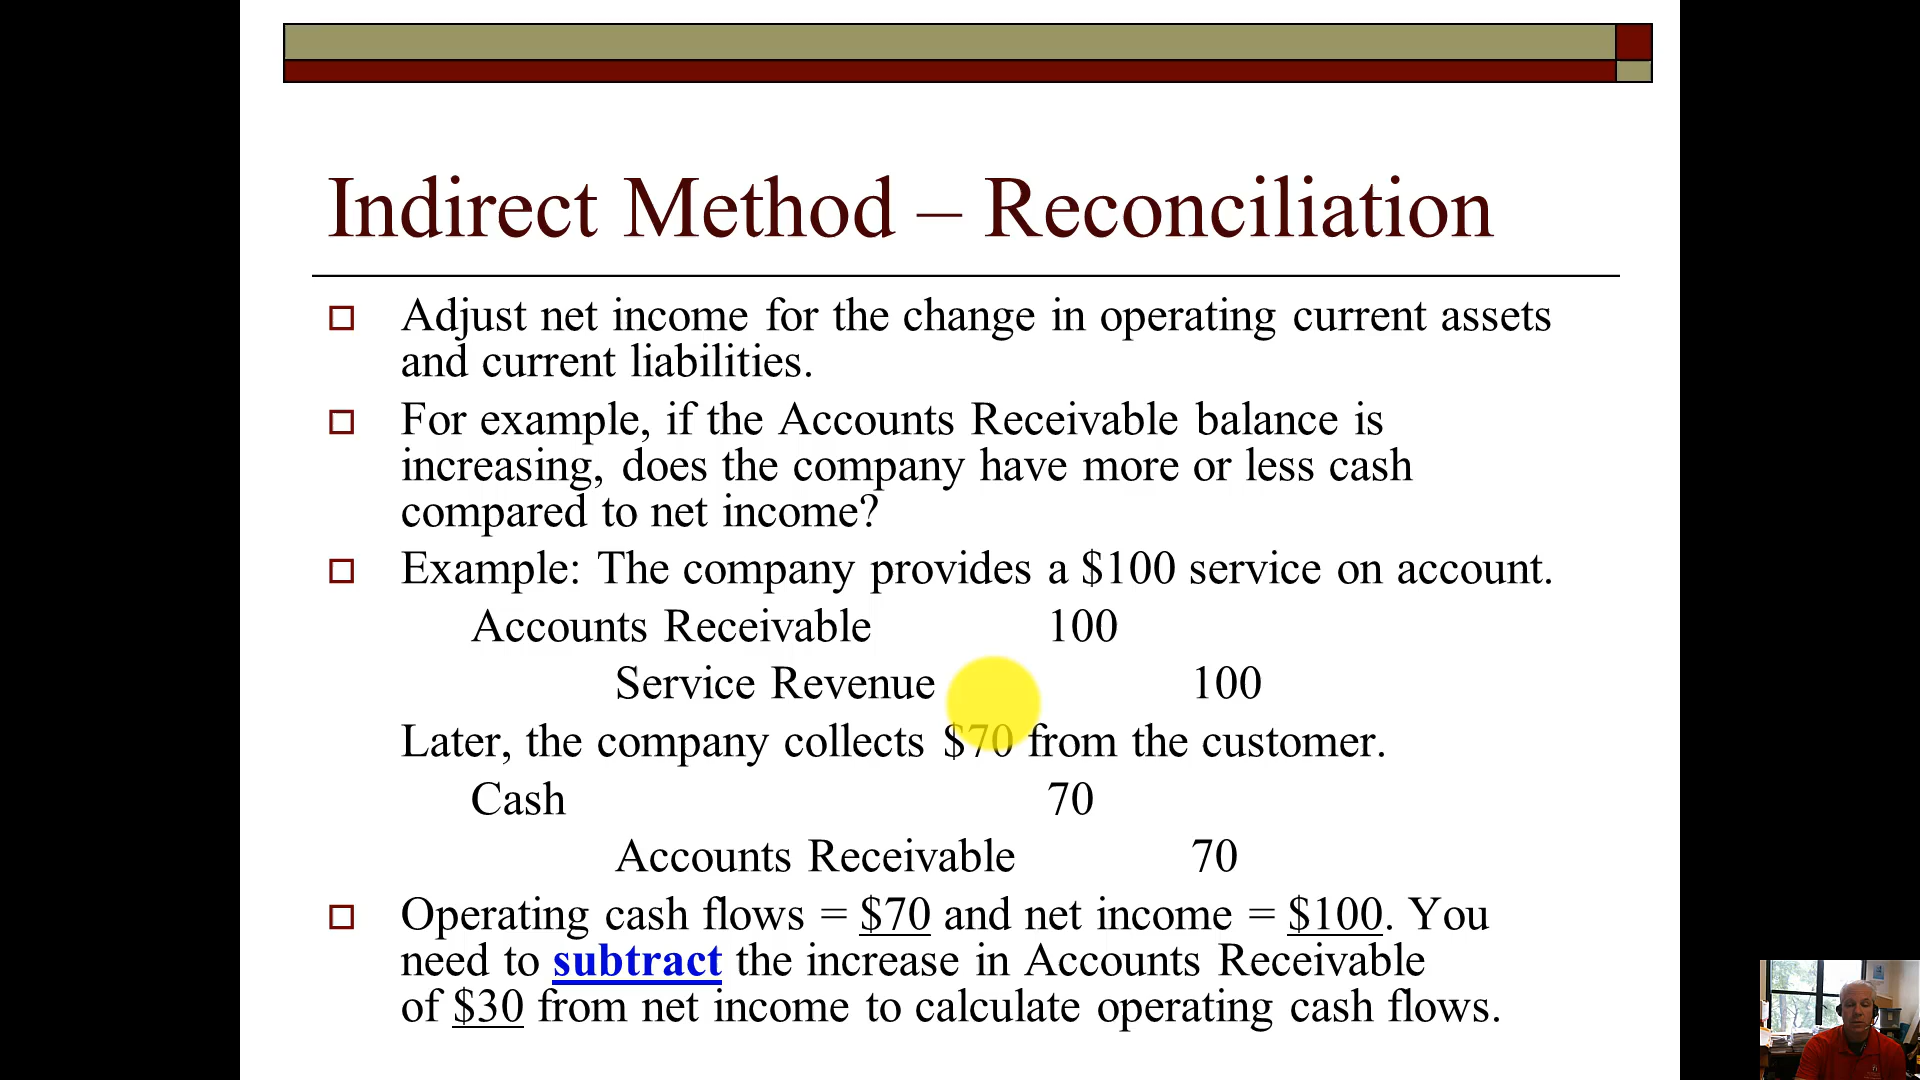 Indirect Method – Reconciliation
Adjust net income for the change in operating current assets
and current liabilities.
For example, if the Accounts Receivable balance is
increasing, does the company have more or less cash
compared to net income?
Example: The company provides a $100 service on account.
Accounts Receivable 100
Service Revenue 100
Later, the company collects $70 from the customer.
Cash 70
Accounts Receivable 70
Operating cash flows = $70 and net income = $100. You
need to subtract the increase in Accounts Receivable
of $30 from net income to calculate operating cash flows.